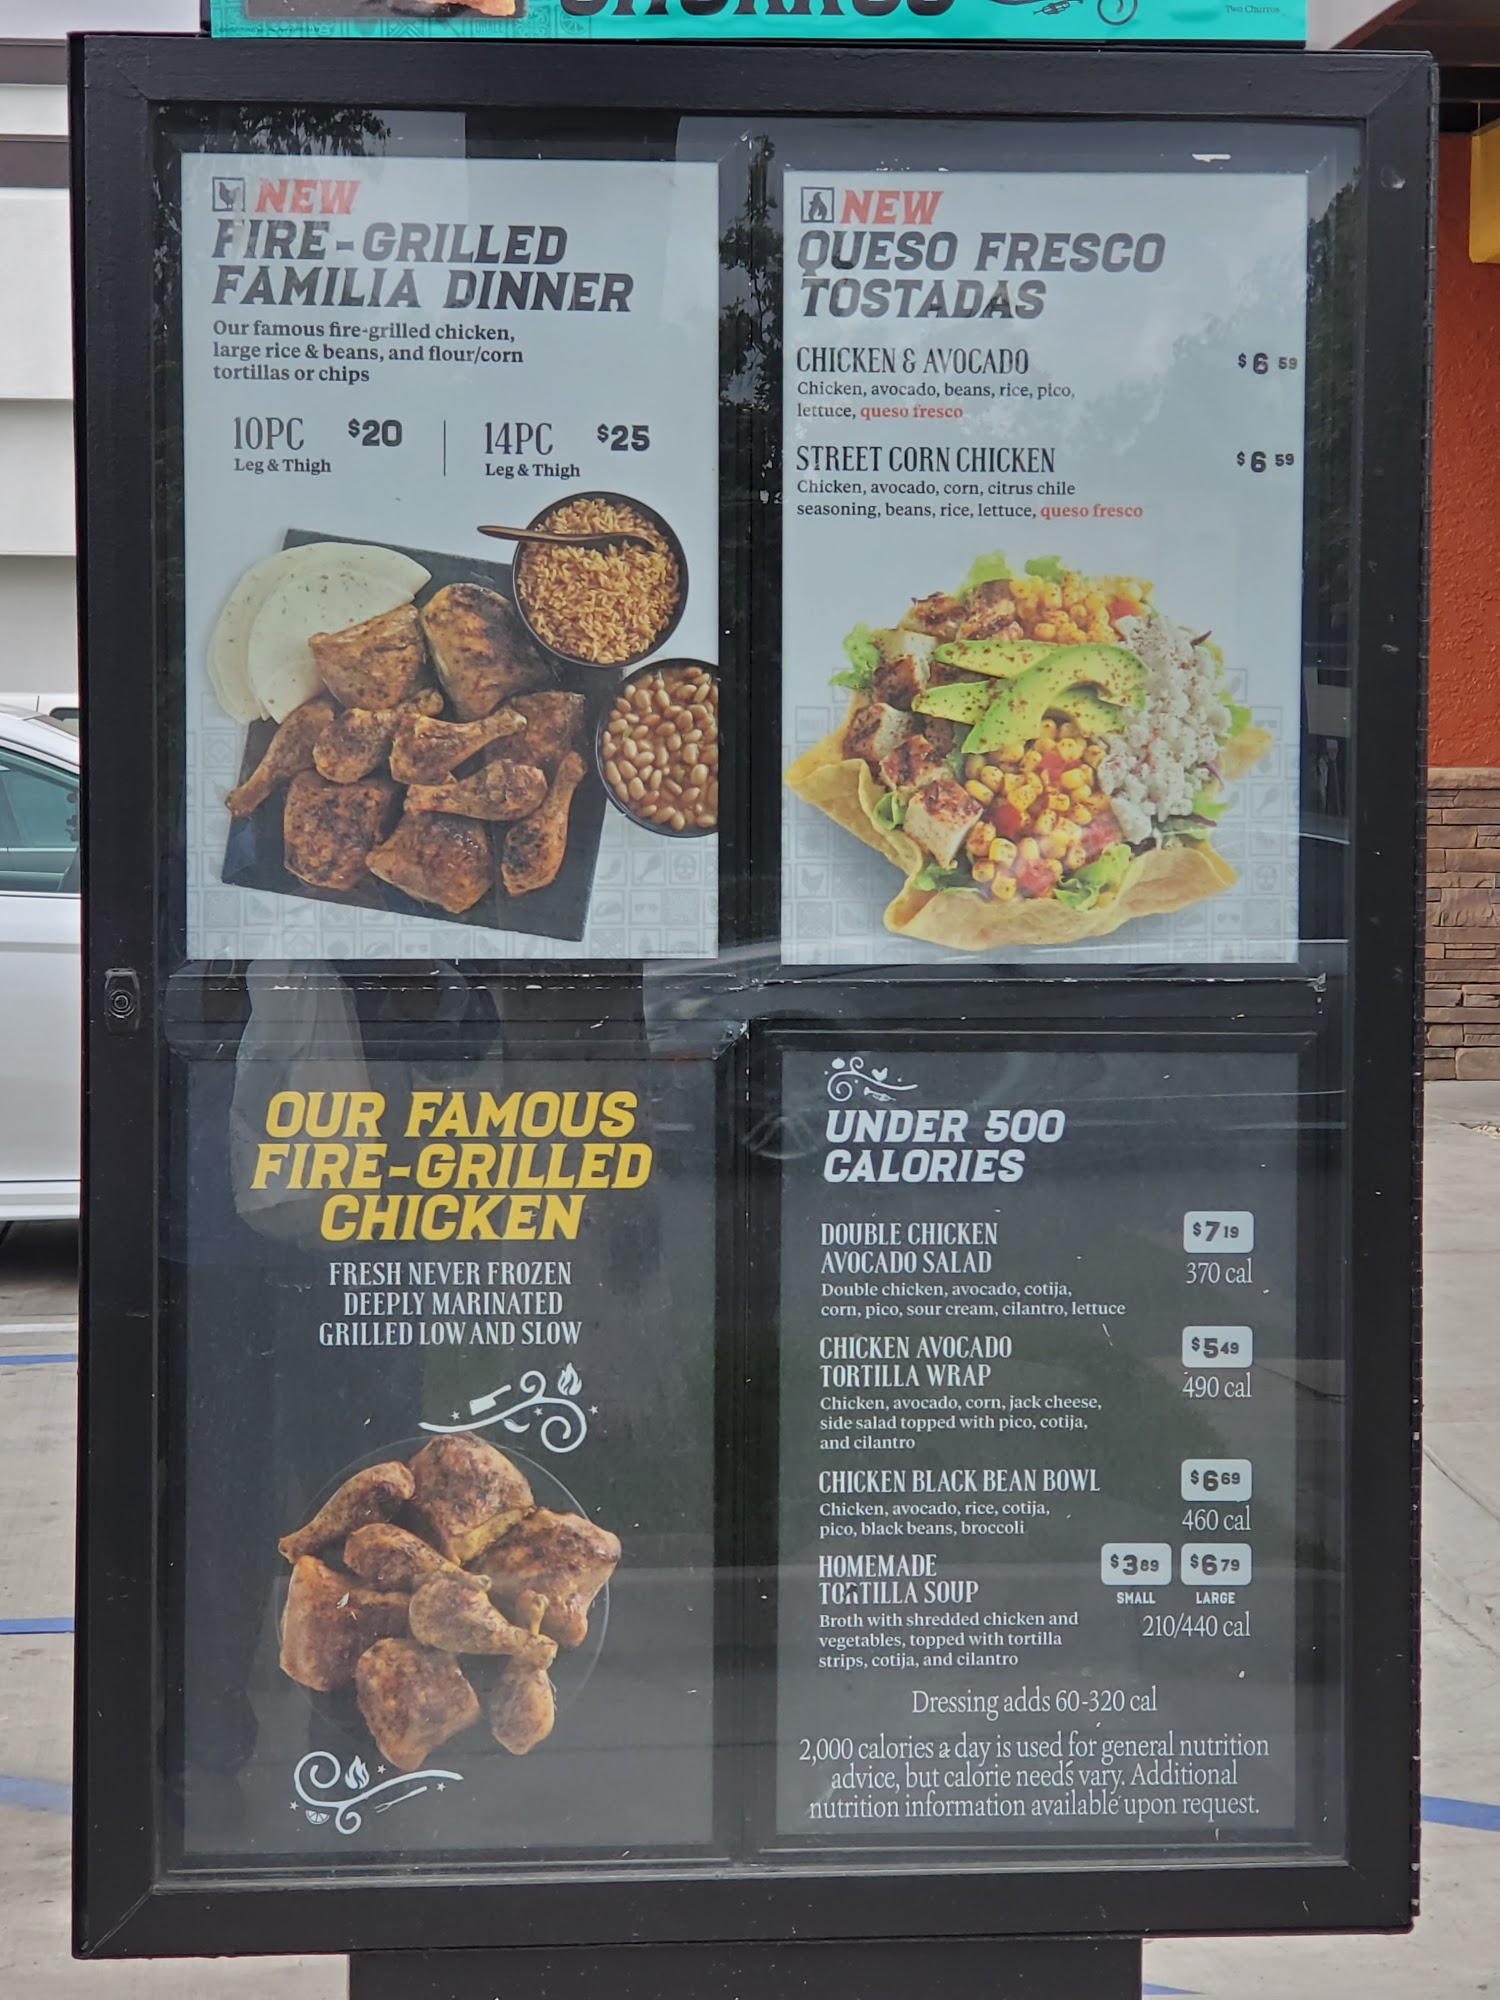 Two Churros
NEW
FIRE-GRILLED
FAMILIA DINNER
Our famous fire-grilled chicken,
large rice & beans, and flour/corn
tortillas or chips
10PC $20
Leg & Thigh
14PC $25
Leg & Thigh
NEW
QUESO FRESCO
TOSTADAS
CHICKEN & AVOCADO $6 59
Chicken, avocado, beans, rice, pico,
lettuce, queso fresco
STREET CORN CHICKEN $6 59
Chicken, avocado, corn, citrus chile
seasoning, beans, rice, lettuce, queso fresco
OUR FAMOUS
FIRE-GRILLED
CHICKEN
FRESH NEVER FROZEN
DEEPLY MARINATED
GRILLED LOW AND SLOW
UNDER 500
CALORIES
DOUBLE CHICKEN $7 19
AVOCADO SALAD 370 cal
Double chicken, avocado, cotija,
corn, pico, sour cream, cilantro, lettuce
CHICKEN AVOCADO $5 49
TORTILLA WRAP 490 cal
Chicken, avocado, corn, jack cheese,
side salad topped with pico, cotija,
and cilantro
CHICKEN BLACK BEAN BOWL $6 69
Chicken, avocado, rice, cotija, 460 cal
pico, black beans, broccoli
HOMEMADE $3 89 $6 79
TORTILLA SOUP SMALL LARGE
Broth with shredded chicken and 210/440 cal
vegetables, topped with tortilla
strips, cotija, and cilantro
Dressing adds 60-320 cal
2,000 calories a day is used for general nutrition
advice, but calorie needs vary. Additional
nutrition information available upon request.